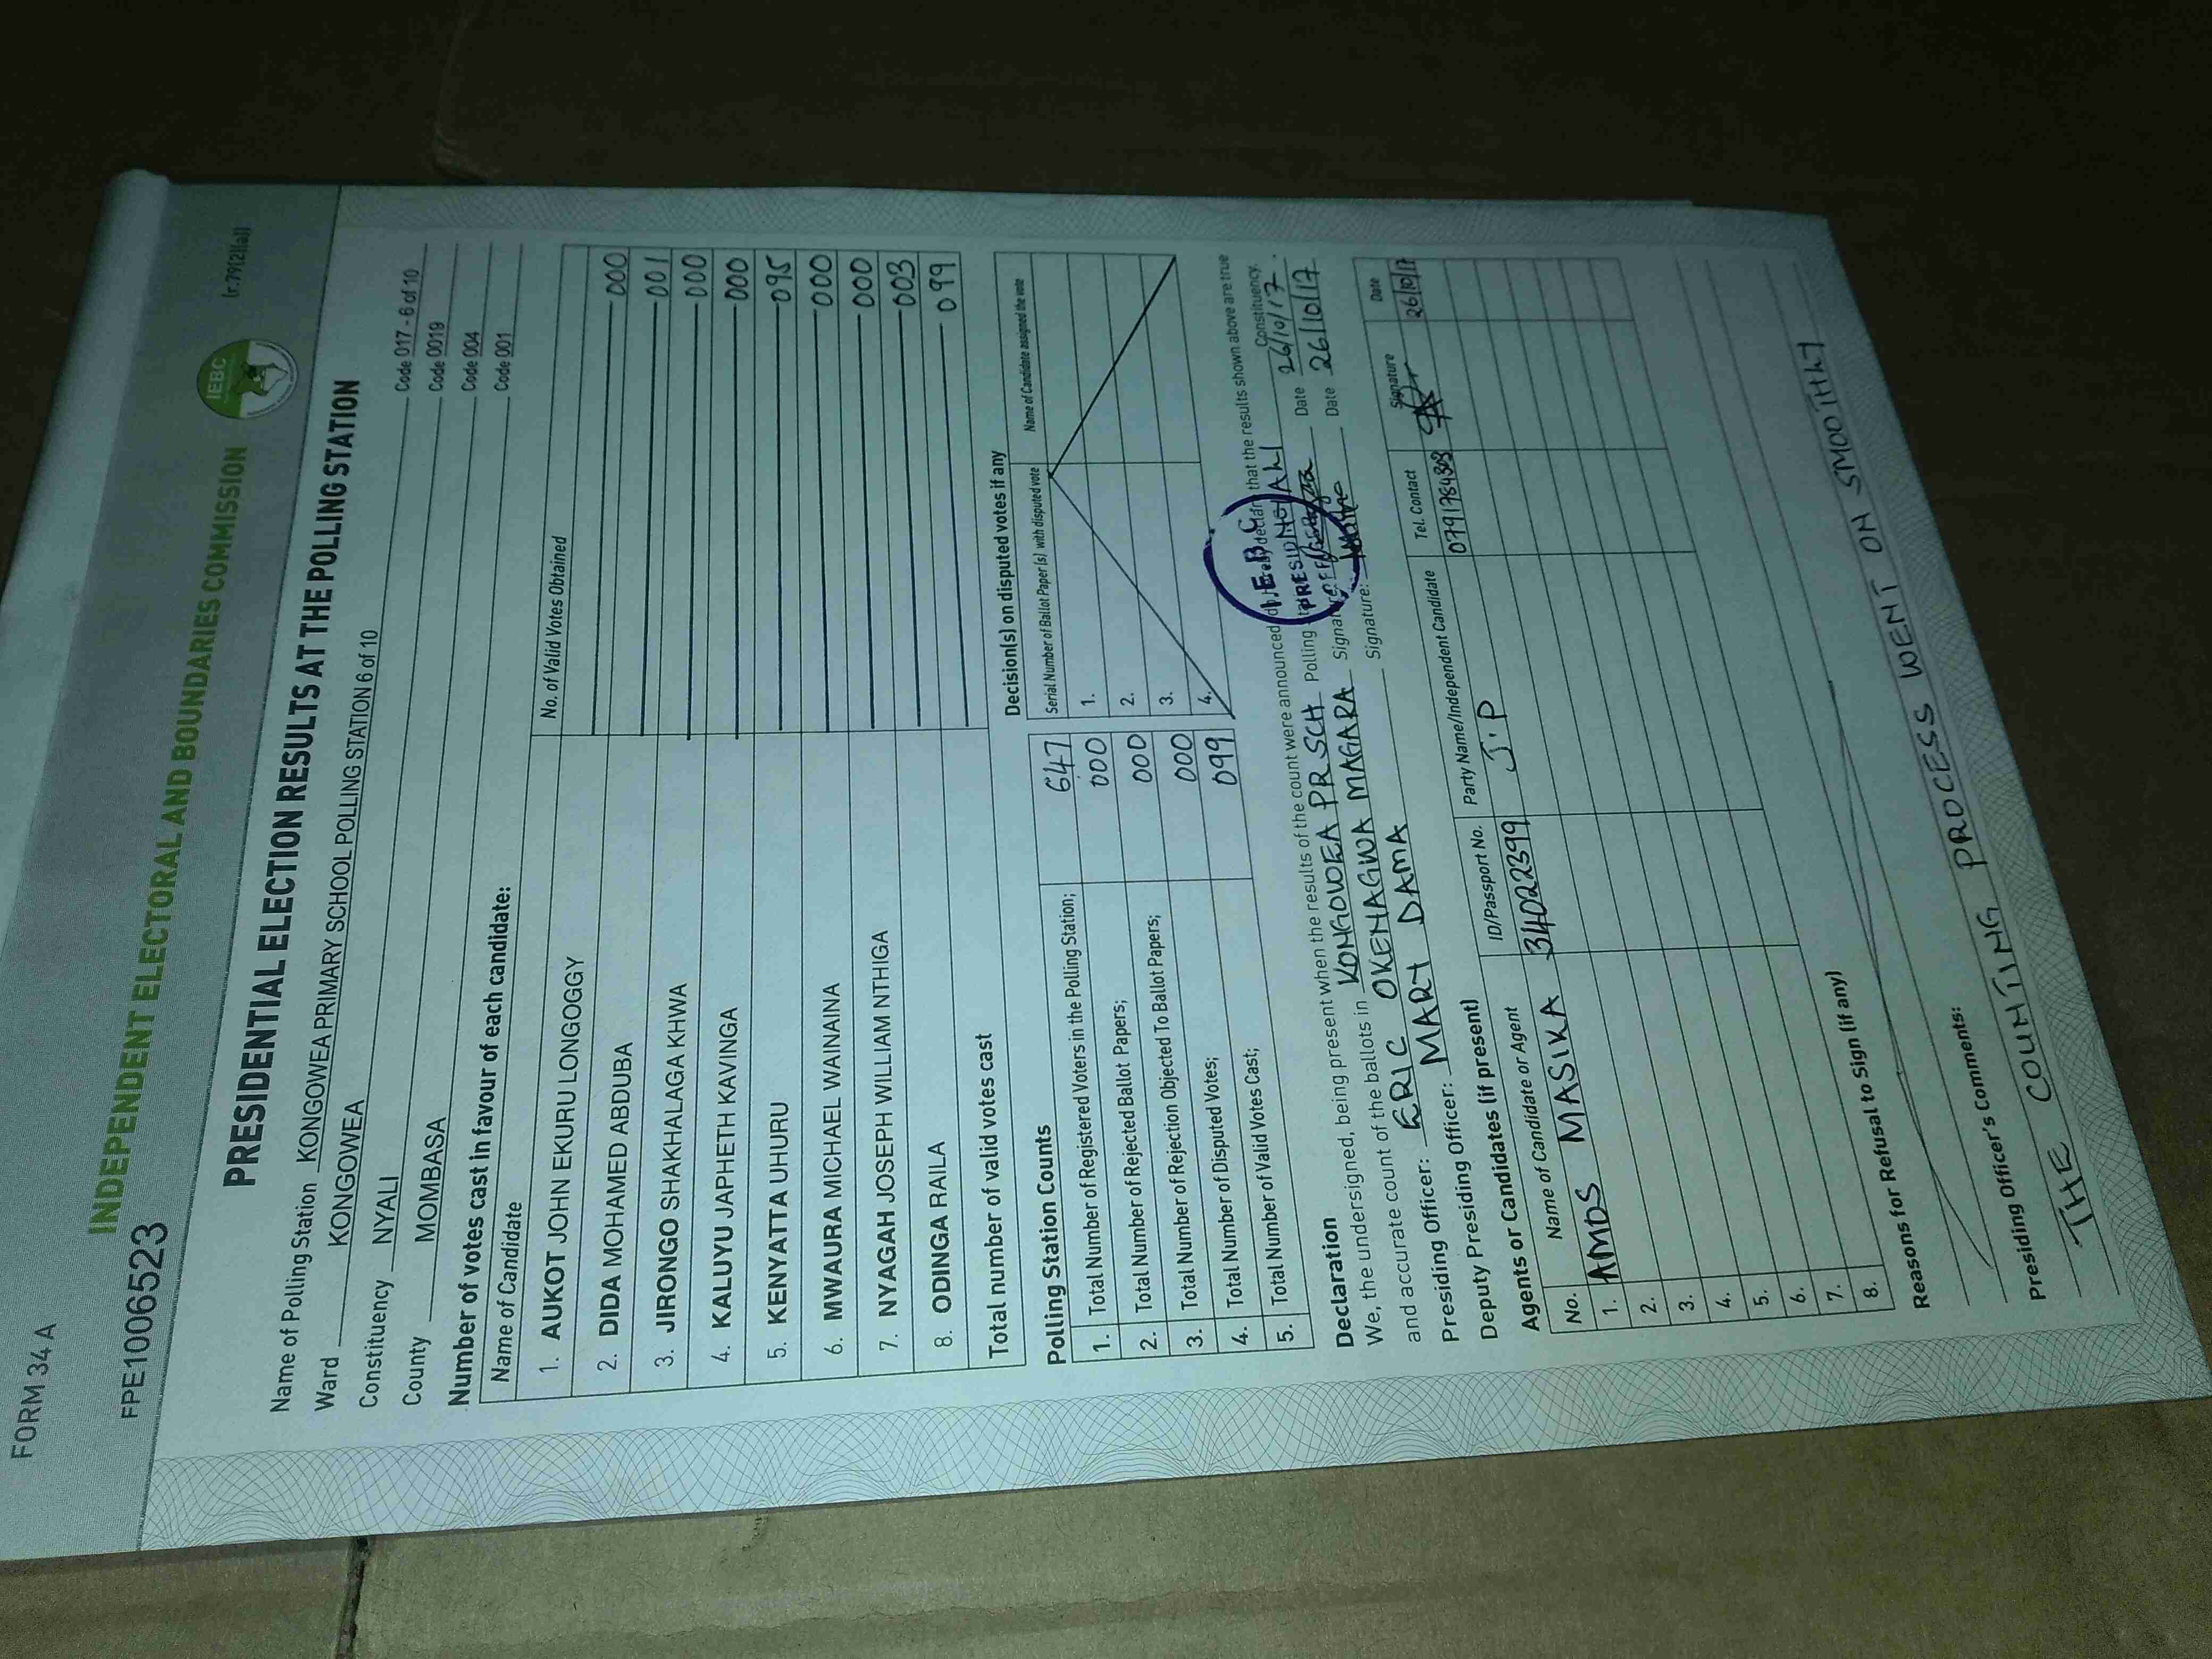 FORM 34 A
INDEPENDENT ELECTORAL AND BOUNDARIES COMMISSION
IEBC
FPE1006523
(r.79(2)(a))
PRESIDENTIAL ELECTION RESULTS AT THE POLLING STATION
Name of Polling Station KONGOWEA PRIMARY SCHOOL POLLING STATION 6 of 10 Code 017 - 6 of 10
Ward KONGOWEA Code 0019
Constituency NYALI Code 004
County MOMBASA Code 001
Number of votes cast in favour of each candidate:
Name of Candidate No. of Valid Votes Obtained
1. AUKOT JOHN EKURU LONGOGGY 000
2. DIDA MOHAMED ABDUBA 001
3. JIRONGO SHAKHALAGA KHWA 000
4. KALUYU JAPHETH KAVINGA 000
5. KENYATTA UHURU 095
6. MWAURA MICHAEL WAINAINA 000
7. NYAGAH JOSEPH WILLIAM NTHIGA 000
8. ODINGA RAILA 003
Total number of valid votes cast 099
Polling Station Counts
1. Total Number of Registered Voters in the Polling Station; 647
2. Total Number of Rejected Ballot Papers; 000
3. Total Number of Rejection Objected To Ballot Papers; 000
4. Total Number of Disputed Votes; 000
5. Total Number of Valid Votes Cast; 099
Decision(s) on disputed votes if any
Serial Number of Ballot Paper(s) with disputed vote Name of Candidate assigned the vote
1.
2.
3.
4.
Declaration
We, the undersigned, being present when the results of the count were announced, do declare that the results shown above are true
and accurate count of the ballots in KONGOWEA PR SCH Polling NYALI Constituency.
I.E.B.C
PRESIDING
OFFICER
Presiding Officer: ERIC OKENAGWA MAGARA Signature: Date 26/10/17.
Deputy Presiding Officer: MARY DAMA Signature: Date 26/10/17
Agents or Candidates (if present)
No. Name of Candidate or Agent ID/Passport No. Party Name/Independent Candidate Tel. Contact Signature Date
1. AMOS MASIKA 34022399 J.P 26/10/17
2.
3.
4.
5.
6.
7.
8.
Reasons for Refusal to Sign (if any)
Presiding Officer's Comments:
THE COUNTING PROCESS WENT ON SMOOTHLY